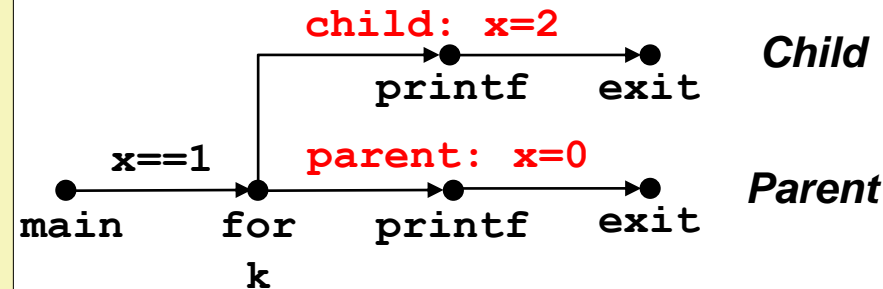 child: x=2
Child
printf exit
x==1 parent: x=0
Parent
main for printf exit
k